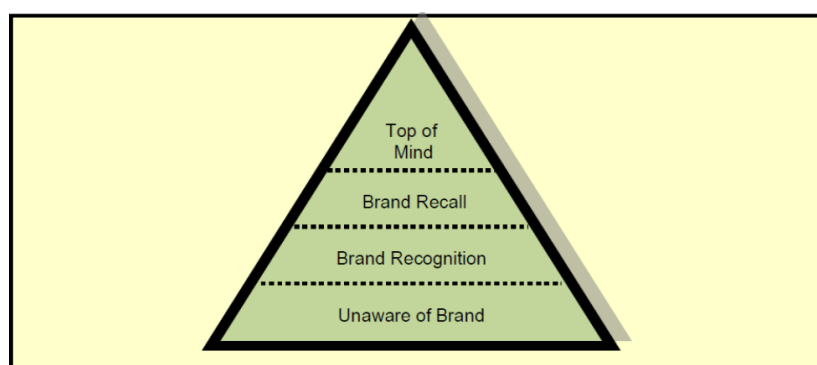 Top of
Mind
Brand Recall
Brand Recognition
Unaware of Brand